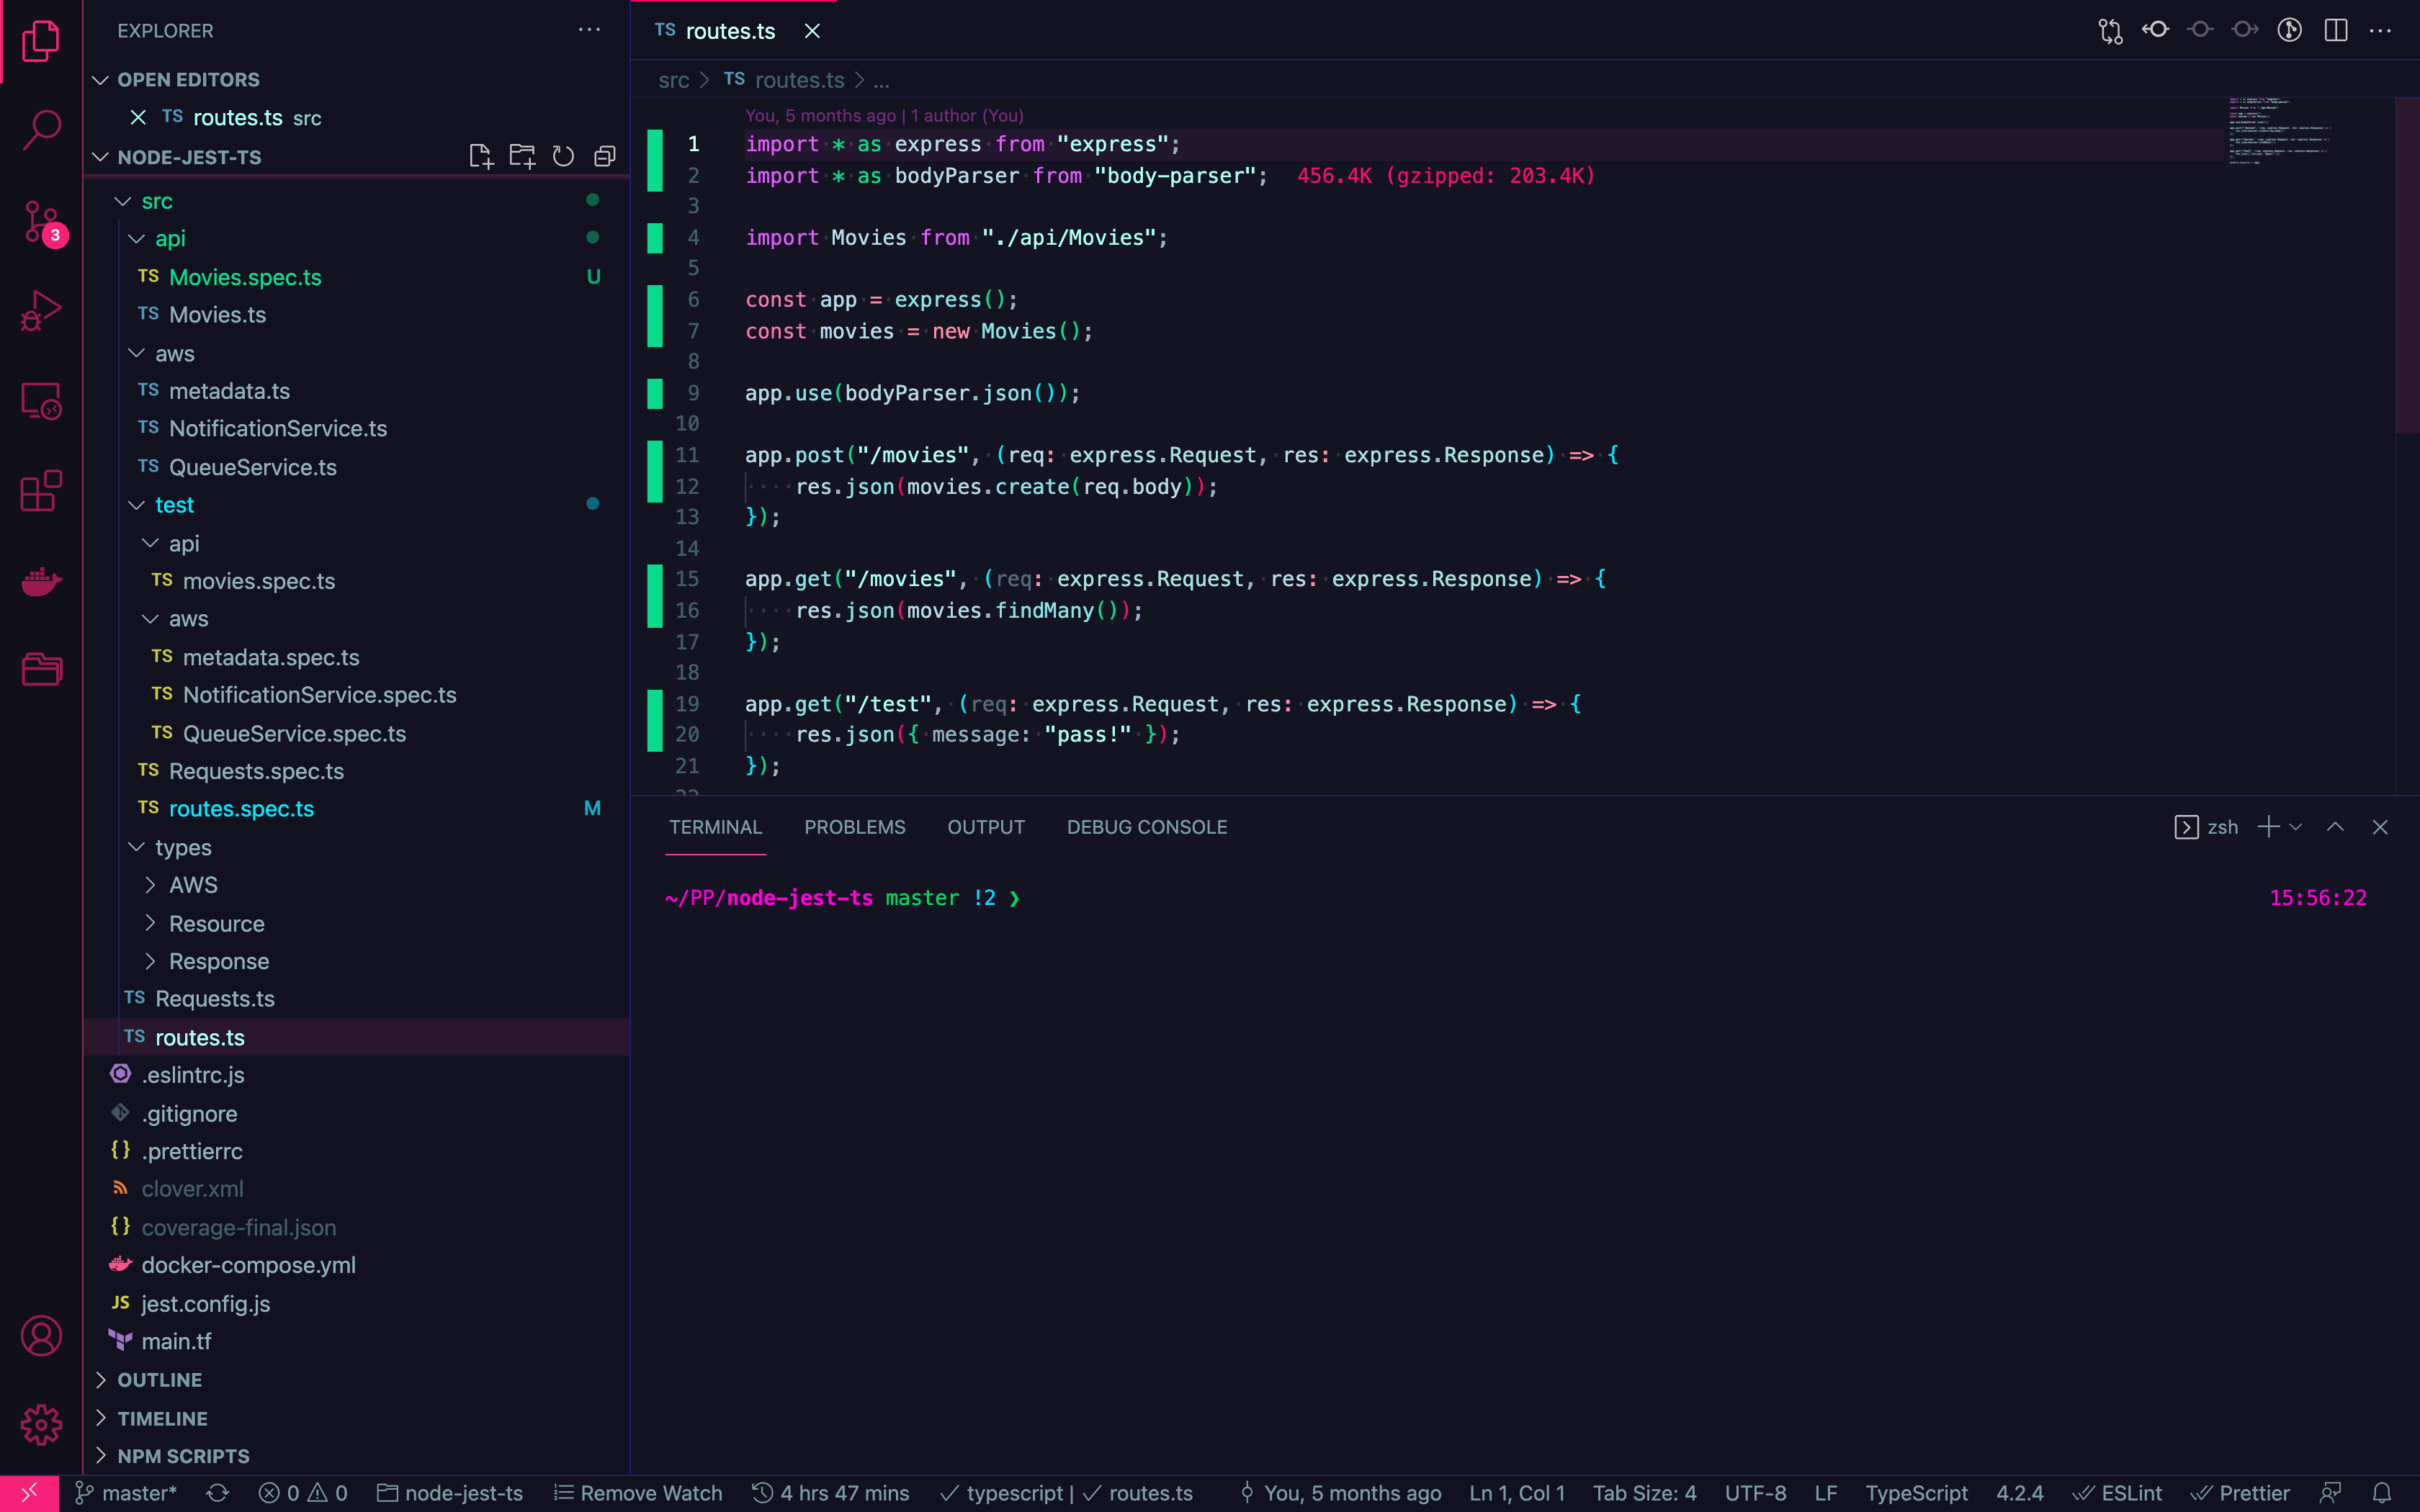 EXPLORER
OPEN EDITORS
TS routes.ts src
NODE-JEST-TS
src
api
TS Movies.spec.ts U
TS Movies.ts
aws
TS metadata.ts
TS NotificationService.ts
TS QueueService.ts
test
api
TS movies.spec.ts
aws
TS metadata.spec.ts
TS NotificationService.spec.ts
TS QueueService.spec.ts
TS Requests.spec.ts
TS routes.spec.ts M
types
AWS
Resource
Response
TS Requests.ts
TS routes.ts
.eslintrc.js
.gitignore
{} .prettierrc
clover.xml
{} coverage-final.json
docker-compose.yml
JS jest.config.js
main.tf
OUTLINE
TIMELINE
NPM SCRIPTS
3
TS routes.ts
src > TS routes.ts > ...
You, 5 months ago | 1 author (You)
1 import * as express from "express";
2 import * as bodyParser from "body-parser"; 456.4K (gzipped: 203.4K)
3
4 import Movies from "./api/Movies";
5
6 const app = express();
7 const movies = new Movies();
8
9 app.use(bodyParser.json());
10
11 app.post("/movies", (req: express.Request, res: express.Response) => {
12 res.json(movies.create(req.body));
13 });
14
15 app.get("/movies", (req: express.Request, res: express.Response) => {
16 res.json(movies.findMany());
17 });
18
19 app.get("/test", (req: express.Request, res: express.Response) => {
20 res.json({ message: "pass!" });
21 });
TERMINAL PROBLEMS OUTPUT DEBUG CONSOLE zsh
~/PP/node-jest-ts master !2 ❯ 15:56:22
master* 0 0 node-jest-ts Remove Watch 4 hrs 47 mins ✓ typescript | ✓ routes.ts You, 5 months ago Ln 1, Col 1 Tab Size: 4 UTF-8 LF TypeScript 4.2.4 ESLint Prettier